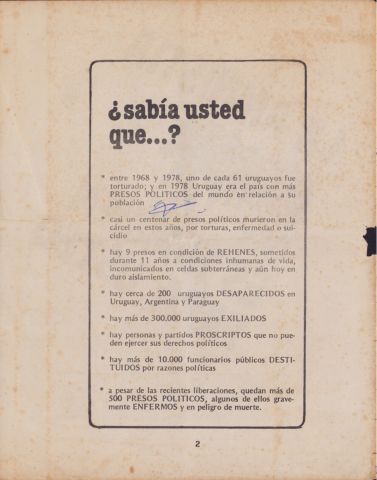 ¿sabía usted
que...?
* entre 1968 y 1978, uno de cada 61 uruguayos fue
torturado; y en 1978 Uruguay era el país con más
PRESOS POLITICOS del mundo en relación a su
población
* casi un centenar de presos políticos murieron en la
cárcel en estos años, por torturas, enfermedad o sui-
cidio
* hay 9 presos en condición de REHENES, sometidos
durante 11 años a condiciones inhumanas de vida,
incomunicados en celdas subterráneas y aún hoy en
duro aislamiento.
* hay cerca de 200 uruguayos DESAPARECIDOS en
Uruguay, Argentina y Paraguay
* hay más de 300.000 uruguayos EXILIADOS
* hay personas y partidos PROSCRIPTOS que no pue-
den ejercer sus derechos políticos
* hay más de 10.000 funcionarios públicos DESTI-
TUIDOS por razones políticas
* a pesar de las recientes liberaciones, quedan más de
500 PRESOS POLITICOS, algunos de ellos grave-
mente ENFERMOS y en peligro de muerte.
2